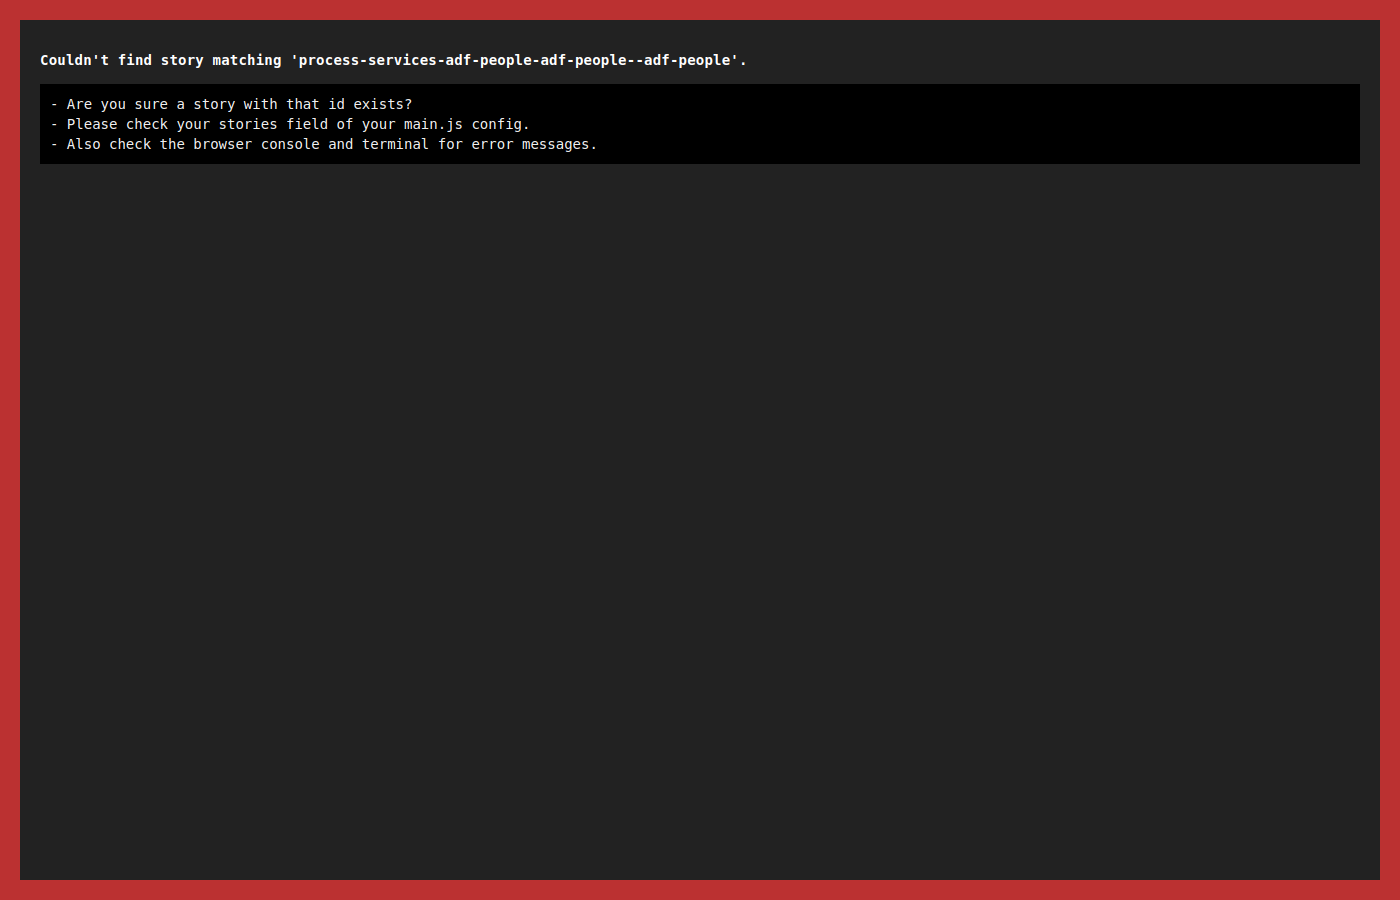 Couldn't find story matching 'process-services-adf-people-adf-people--adf-people'.
- Are you sure a story with that id exists?
- Please check your stories field of your main.js config.
- Also check the browser console and terminal for error messages.